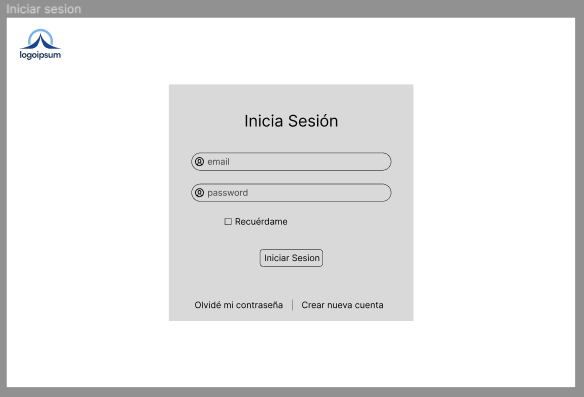 Iniciar sesion
logoipsum
Inicia Sesión
email
password
Recuérdame
Iniciar Sesion
Olvidé mi contraseña
Crear nueva cuenta